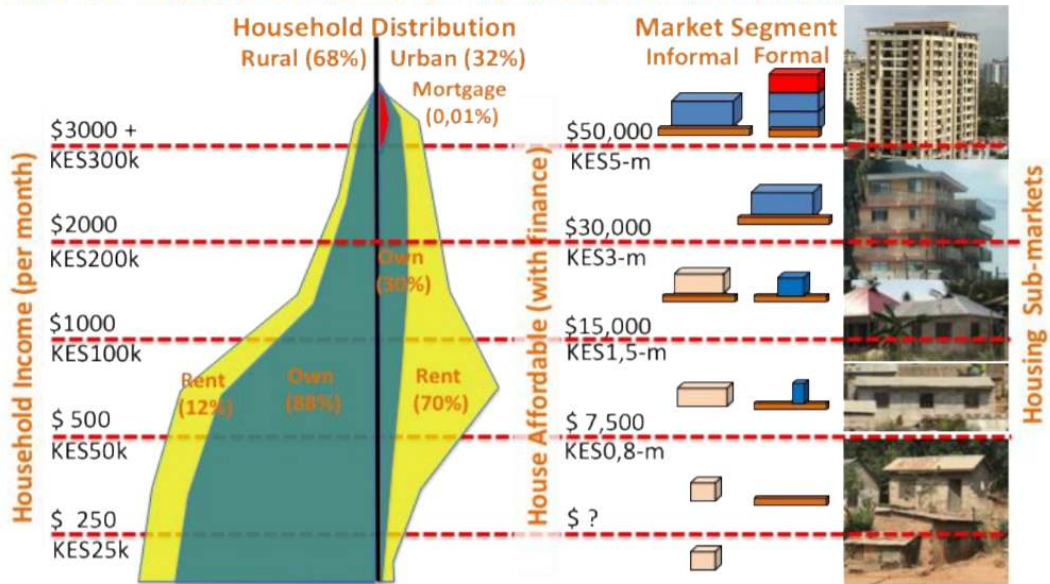 Household Distribution
Rural (68%) Urban (32%)
Mortgage
(0,01%)
Market Segment
Informal Formal
Household Income (per month)
$3000 +
KES300k
$2000
KES200k
$1000
KES100k
$ 500
KES50k
$ 250
KES25k
Rent
(12%)
Own
(88%)
Own
(30%)
Rent
(70%)
House Affordable (with finance)
$50,000
KES5-m
$30,000
KES3-m
$15,000
KES1,5-m
$ 7,500
KES0,8-m
$ ?
Housing Sub-markets